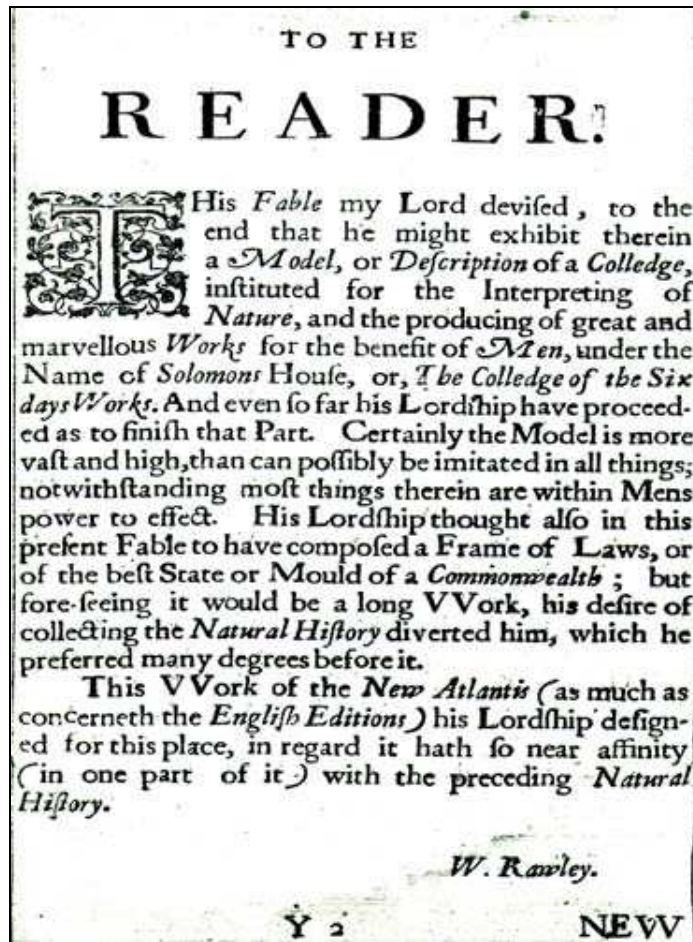 TO THE
READER.
THis Fable my Lord deviſed, to the
end that he might exhibit therein
a Model, or Deſcription of a Colledge,
inſtituted for the Interpreting of
Nature, and the producing of great and
marvellous Works for the benefit of Men, under the
Name of Solomons Houſe, or, The Colledge of the Six
days Works. And even ſo far his Lordſhip have proceed-
ed as to finiſh that Part. Certainly the Model is more
vaſt and high, than can poſſibly be imitated in all things;
notwithſtanding moſt things therein are within Mens
power to effect. His Lordſhip thought alſo in this
preſent Fable to have compoſed a Frame of Laws, or
of the beſt State or Mould of a Commonwealth; but
fore-ſeeing it would be a long VVork, his deſire of
collecting the Natural Hiſtory diverted him, which he
preferred many degrees before it.
This VVork of the New Atlantis (as much as
concerneth the Engliſh Editions) his Lordſhip deſign-
ed for this place, in regard it hath ſo near affinity
(in one part of it) with the preceding Natural
Hiſtory.
W. Rawley.
Y 2 NEVV